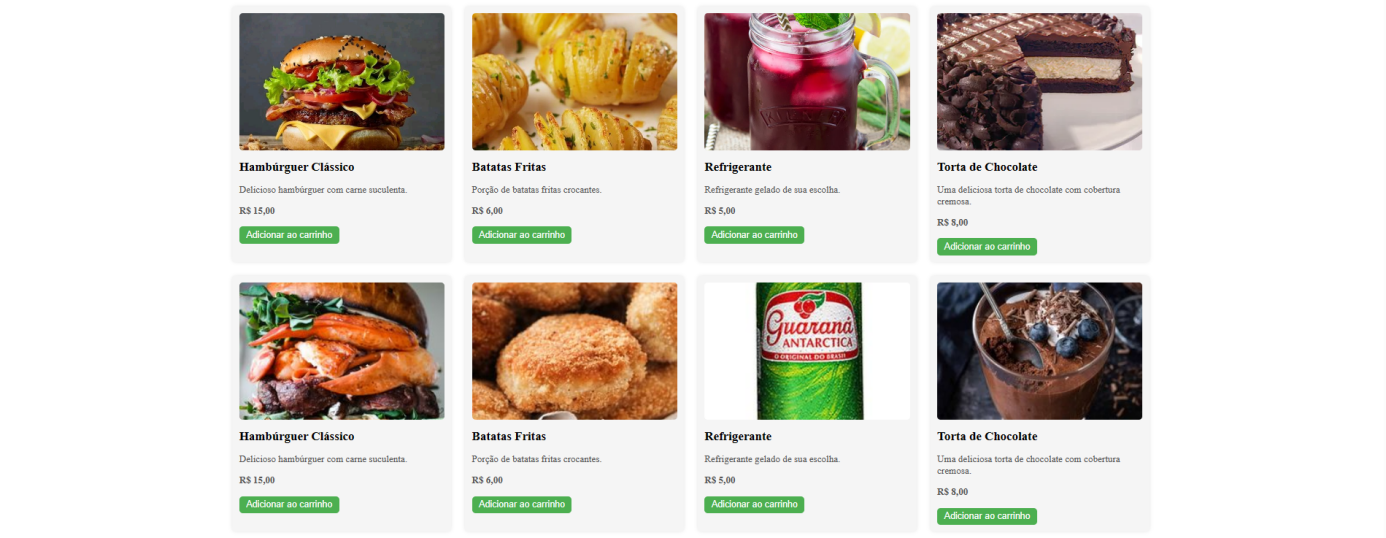 KILNER
Hambúrguer Clássico
Delicioso hambúrguer com carne suculenta.
R$ 15,00
Adicionar ao carrinho
Batatas Fritas
Porção de batatas fritas crocantes.
R$ 6,00
Adicionar ao carrinho
Refrigerante
Refrigerante gelado de sua escolha.
R$ 5,00
Adicionar ao carrinho
Torta de Chocolate
Uma deliciosa torta de chocolate com cobertura
cremosa.
R$ 8,00
Adicionar ao carrinho
Hambúrguer Clássico
Delicioso hambúrguer com carne suculenta.
R$ 15,00
Adicionar ao carrinho
Batatas Fritas
Porção de batatas fritas crocantes.
R$ 6,00
Adicionar ao carrinho
Guaraná
ANTARCTICA
O ORIGINAL DO BRASIL
Refrigerante
Refrigerante gelado de sua escolha.
R$ 5,00
Adicionar ao carrinho
Torta de Chocolate
Uma deliciosa torta de chocolate com cobertura
cremosa.
R$ 8,00
Adicionar ao carrinho